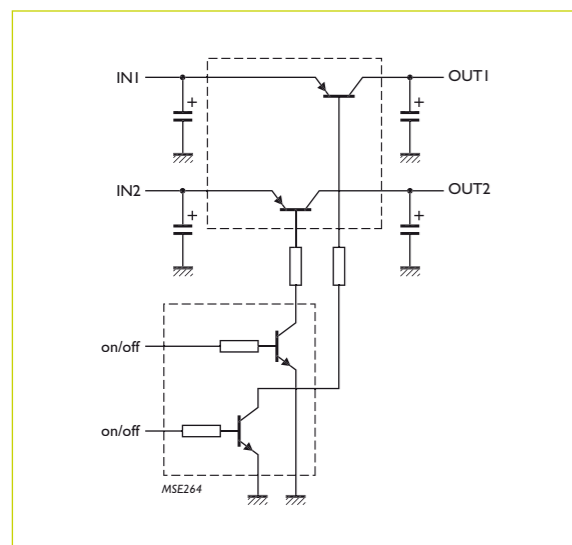 IN1
OUT1
+
+
IN2
OUT2
+
+
on/off
on/off
MSE264